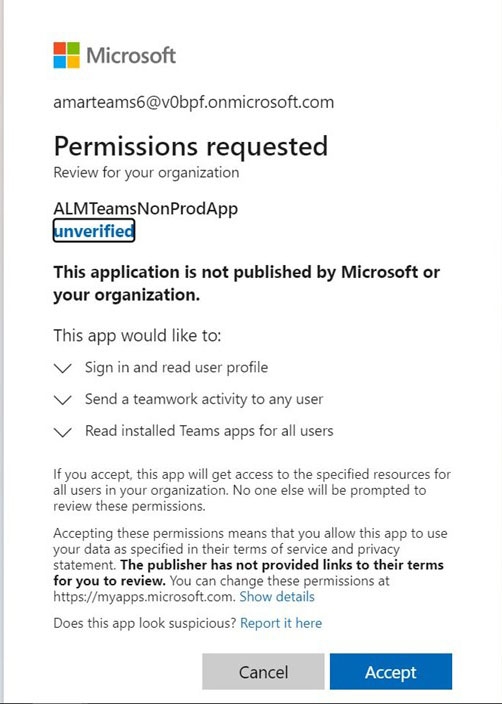 Microsoft
amarteams6@v0bpf.onmicrosoft.com
Permissions requested
Review for your organization
ALMTeamsNonProdApp
unverified
This application is not published by Microsoft or
your organization.
This app would like to:
Sign in and read user profile
Send a teamwork activity to any user
Read installed Teams apps for all users
If you accept, this app will get access to the specified resources for
all users in your organization. No one else will be prompted to
review these permissions.
Accepting these permissions means that you allow this app to use
your data as specified in their terms of service and privacy
statement. The publisher has not provided links to their terms
for you to review. You can change these permissions at
https://myapps.microsoft.com. Show details
Does this app look suspicious? Report it here
Cancel Accept